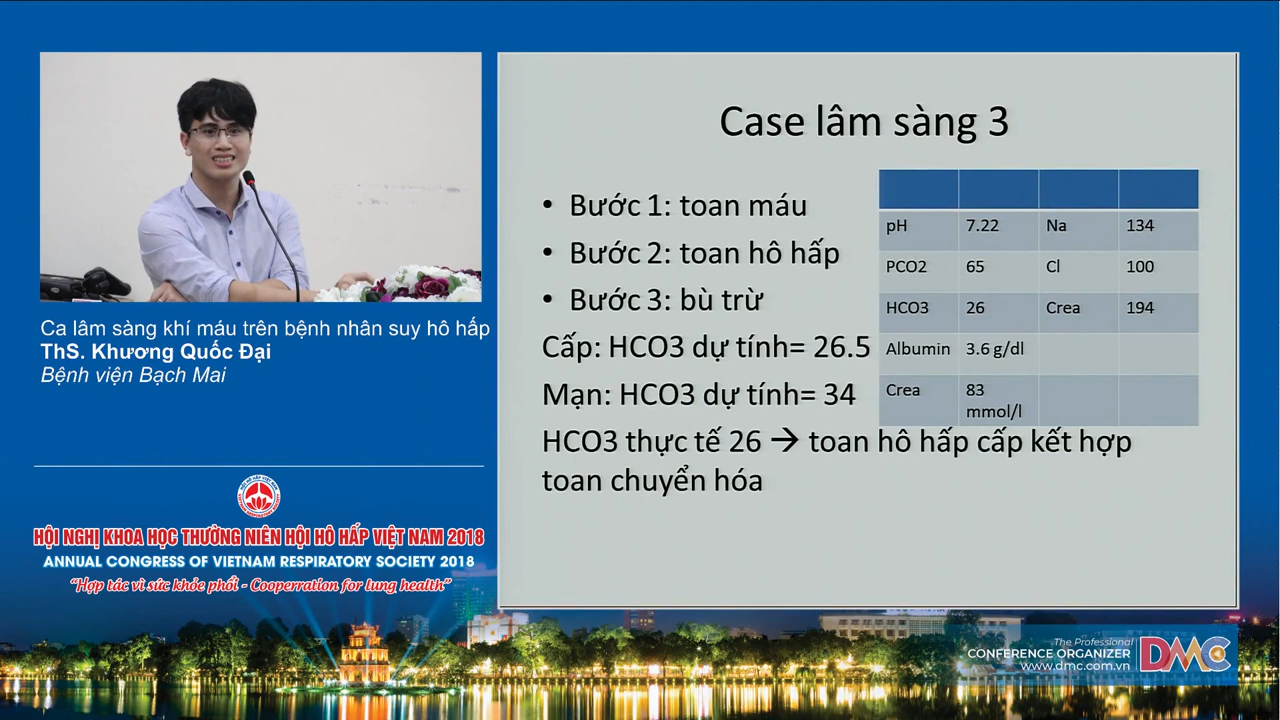 Case lâm sàng 3
• Bước 1: toan máu
• Bước 2: toan hô hấp
• Bước 3: bù trừ
Cấp: HCO3 dự tính= 26.5
Mạn: HCO3 dự tính= 34
HCO3 thực tế 26 → toan hô hấp cấp kết hợp
toan chuyển hóa
pH 7.22 Na 134
PCO2 65 Cl 100
HCO3 26 Crea 194
Albumin 3.6 g/dl
Crea 83
mmol/l
Ca lâm sàng khí máu trên bệnh nhân suy hô hấp
ThS. Khương Quốc Đại
Bệnh viện Bạch Mai
HỘI NGHỊ KHOA HỌC THƯỜNG NIÊN HỘI HÔ HẤP VIỆT NAM 2018
ANNUAL CONGRESS OF VIETNAM RESPIRATORY SOCIETY 2018
“Hợp tác vì sức khỏe phổi - Cooperration for lung health”
The Professional
CONFERENCE ORGANIZER
www.dmc.com.vn
DMC